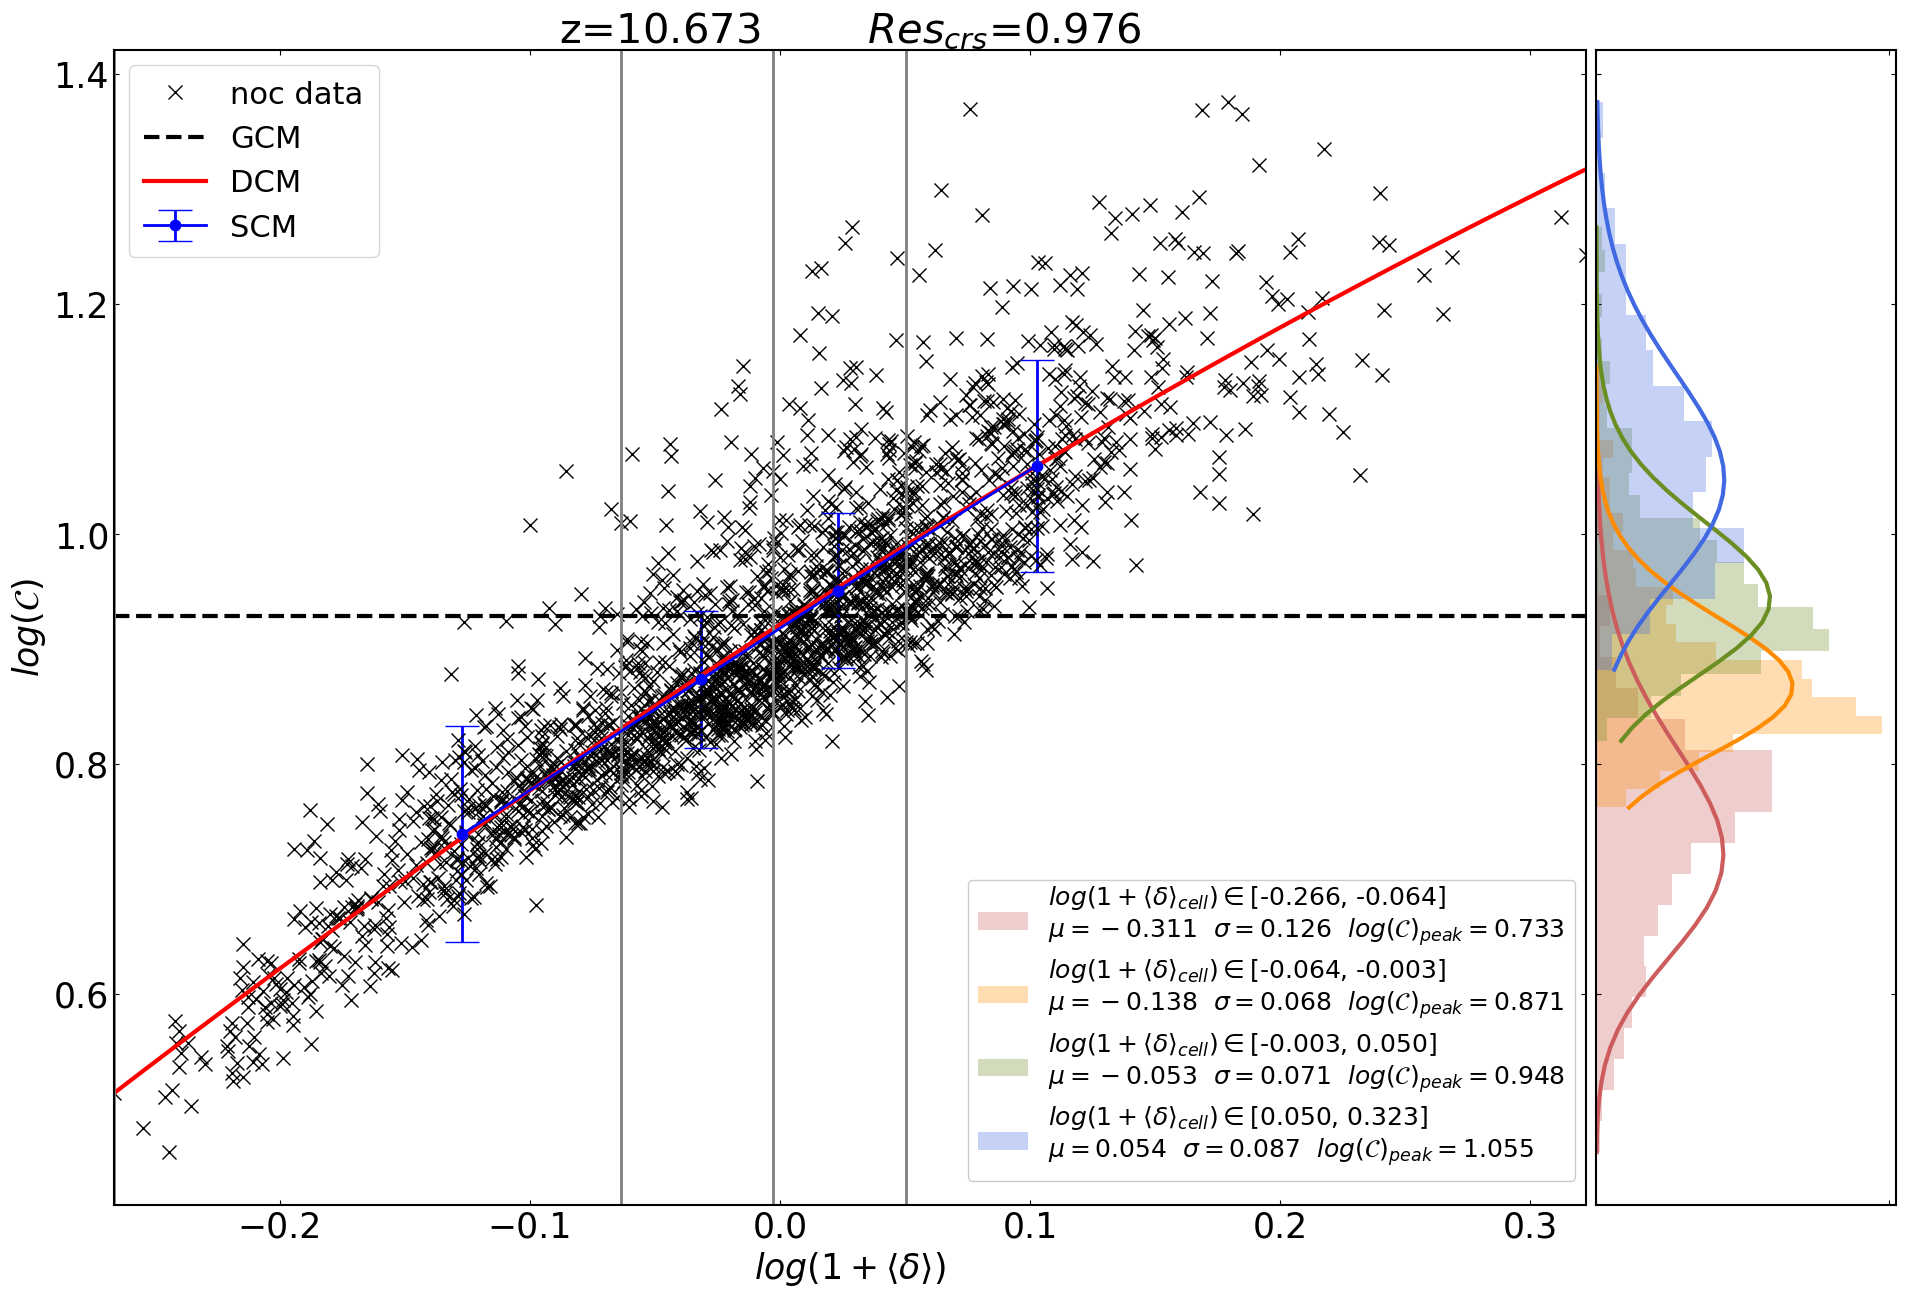 z=10.673 Res_crs=0.976
1.4
1.2
1.0
0.8
0.6
log(𝒞)
noc data
GCM
DCM
SCM
log(1 + ⟨δ⟩_cell) ∈ [-0.266, -0.064]
μ = −0.311 σ = 0.126 log(𝒞)_peak = 0.733
log(1 + ⟨δ⟩_cell) ∈ [-0.064, -0.003]
μ = −0.138 σ = 0.068 log(𝒞)_peak = 0.871
log(1 + ⟨δ⟩_cell) ∈ [-0.003, 0.050]
μ = −0.053 σ = 0.071 log(𝒞)_peak = 0.948
log(1 + ⟨δ⟩_cell) ∈ [0.050, 0.323]
μ = 0.054 σ = 0.087 log(𝒞)_peak = 1.055
−0.2 −0.1 0.0 0.1 0.2 0.3
log(1 + ⟨δ⟩)